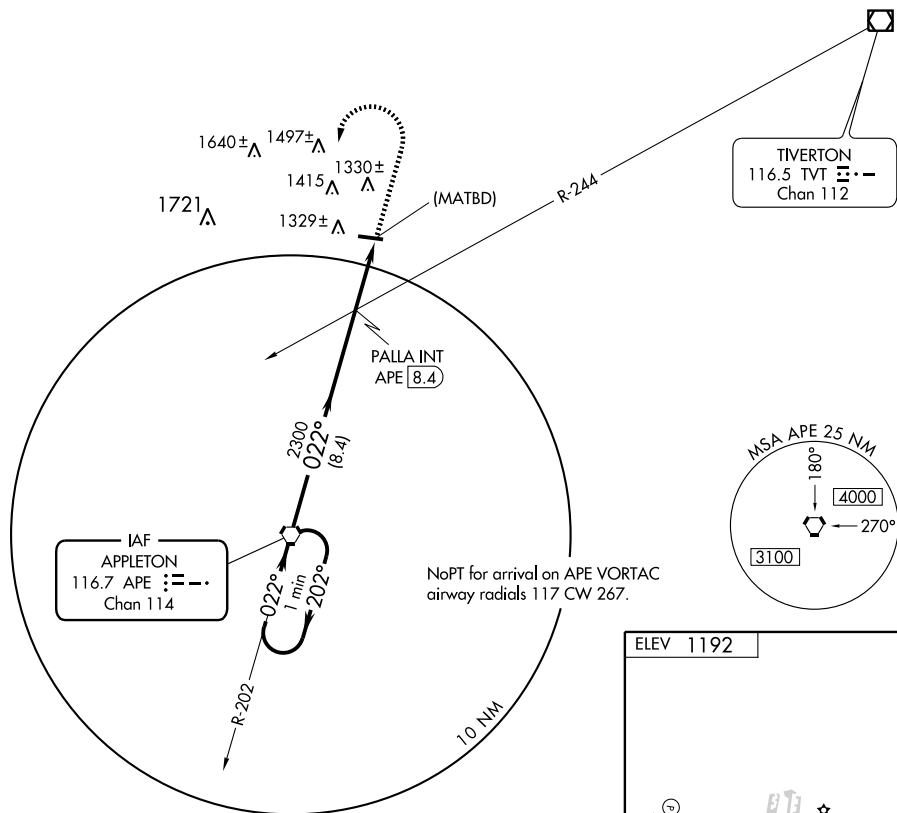 TIVERTON
116.5 TVT
Chan 112
R-244
1640±
1497±
1415
1330±
1721
1329±
(MATBD)
PALLA INT
APE 8.4
2300
022°
(8.4)
IAF
APPLETON
116.7 APE
Chan 114
022°
1 min
202°
R-202
10 NM
NoPT for arrival on APE VORTAC
airway radials 117 CW 267.
MSA APE 25 NM
180°
4000
270°
3100
ELEV 1192
P